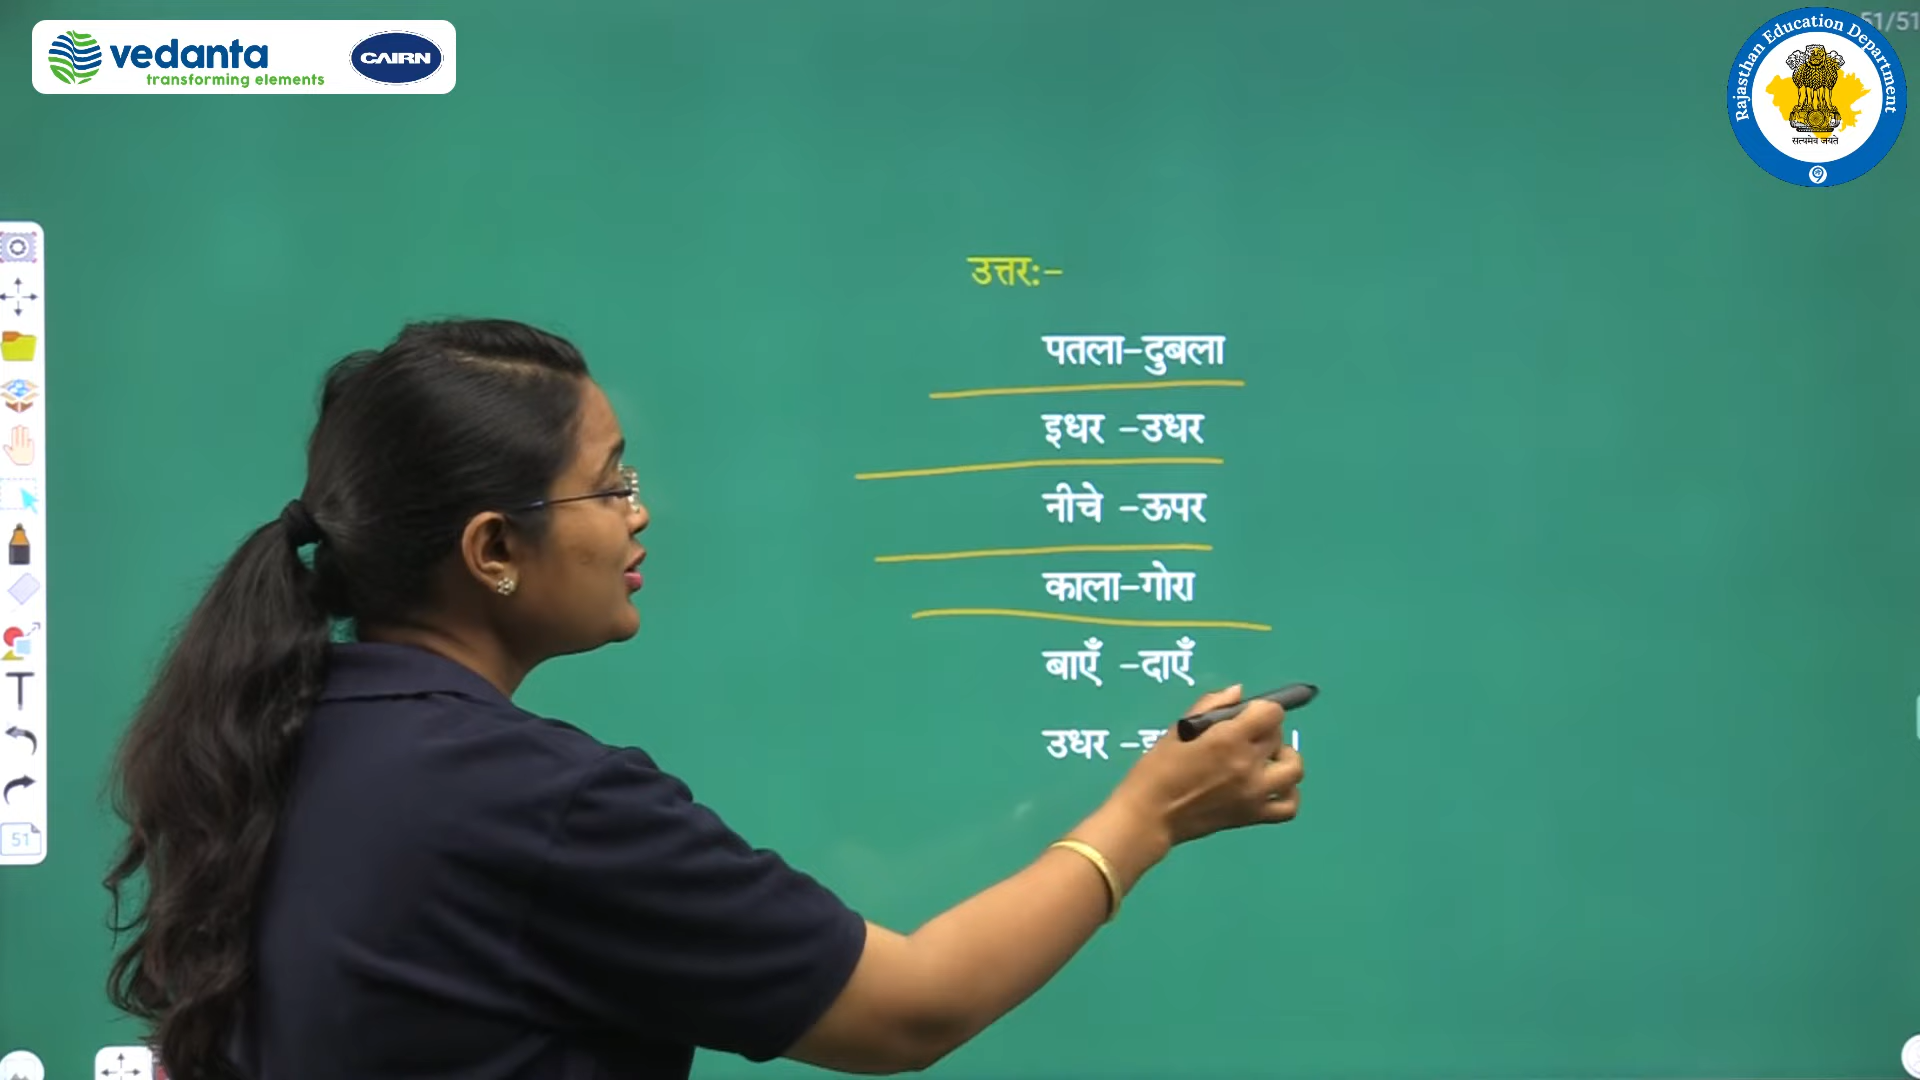 vedanta
transforming elements
CAIRN
51/51
Rajasthan Education Department
सत्यमेव जयते
उत्तर:-
पतला-दुबला
इधर -उधर
नीचे -ऊपर
काला-गोरा
बाएँ -दाएँ
उधर -
T
51